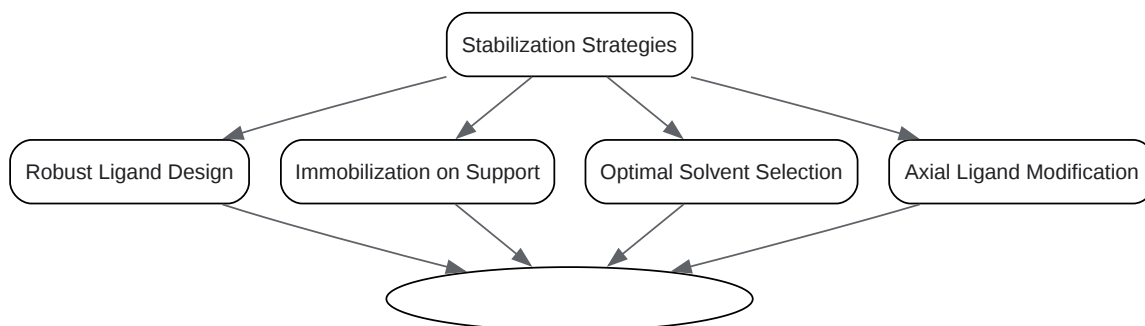 Stabilization Strategies
Robust Ligand Design
Immobilization on Support
Optimal Solvent Selection
Axial Ligand Modification